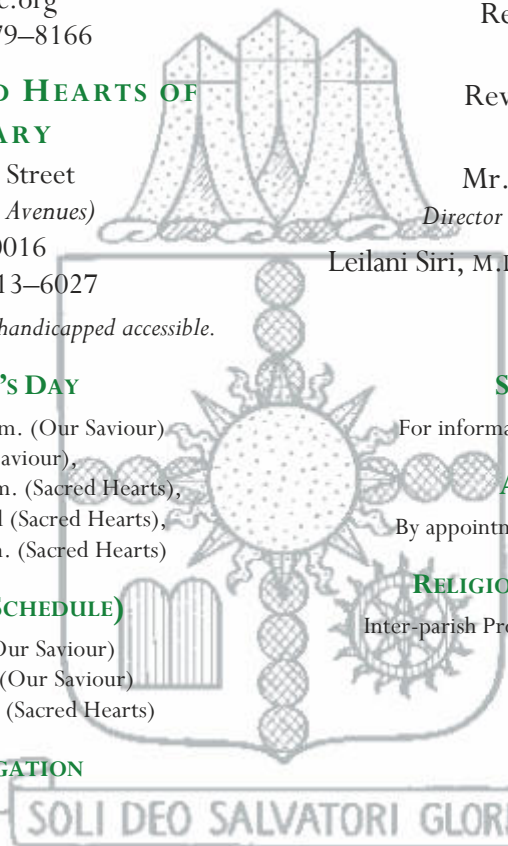 c.org
79–8166
D HEARTS OF
ARY
Street
Avenues)
0016
13–6027
handicapped accessible.
'S DAY
m. (Our Saviour)
aviour),
m. (Sacred Hearts),
d (Sacred Hearts),
n. (Sacred Hearts)
SCHEDULE)
Our Saviour)
(Our Saviour)
(Sacred Hearts)
GATION
Re
Rev
Mr.
Director
Leilani Siri, M.D
S
For informa
A
By appointm
RELIGIO
Inter-parish Pro
SOLI DEO SALVATORI GLORI